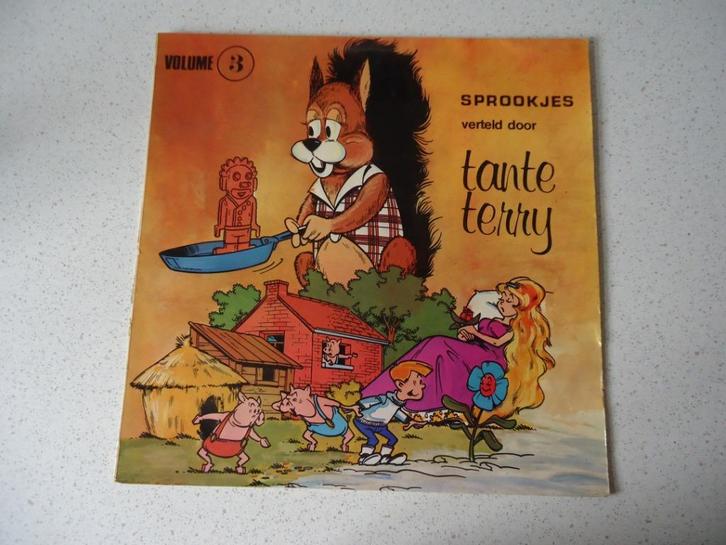 VOLUME 3
SPROOKJES
verteld door
tante
terry